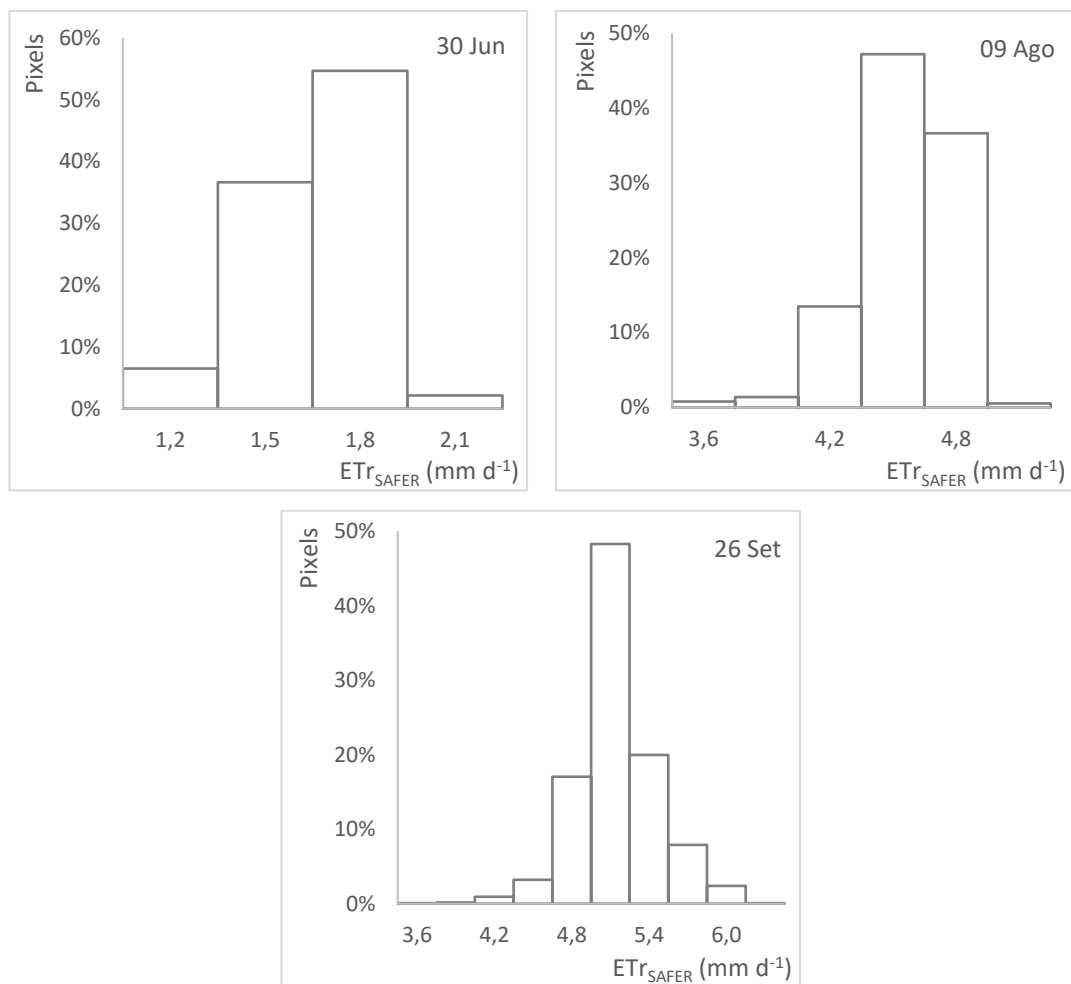 60%
50%
40%
30%
20%
10%
0%
Pixels
30 Jun
1,2 1,5 1,8 2,1
ETrSAFER (mm d-1)
50%
40%
30%
20%
10%
0%
Pixels
09 Ago
3,6 4,2 4,8
ETrSAFER (mm d-1)
50%
40%
30%
20%
10%
0%
Pixels
26 Set
3,6 4,2 4,8 5,4 6,0
ETrSAFER (mm d-1)